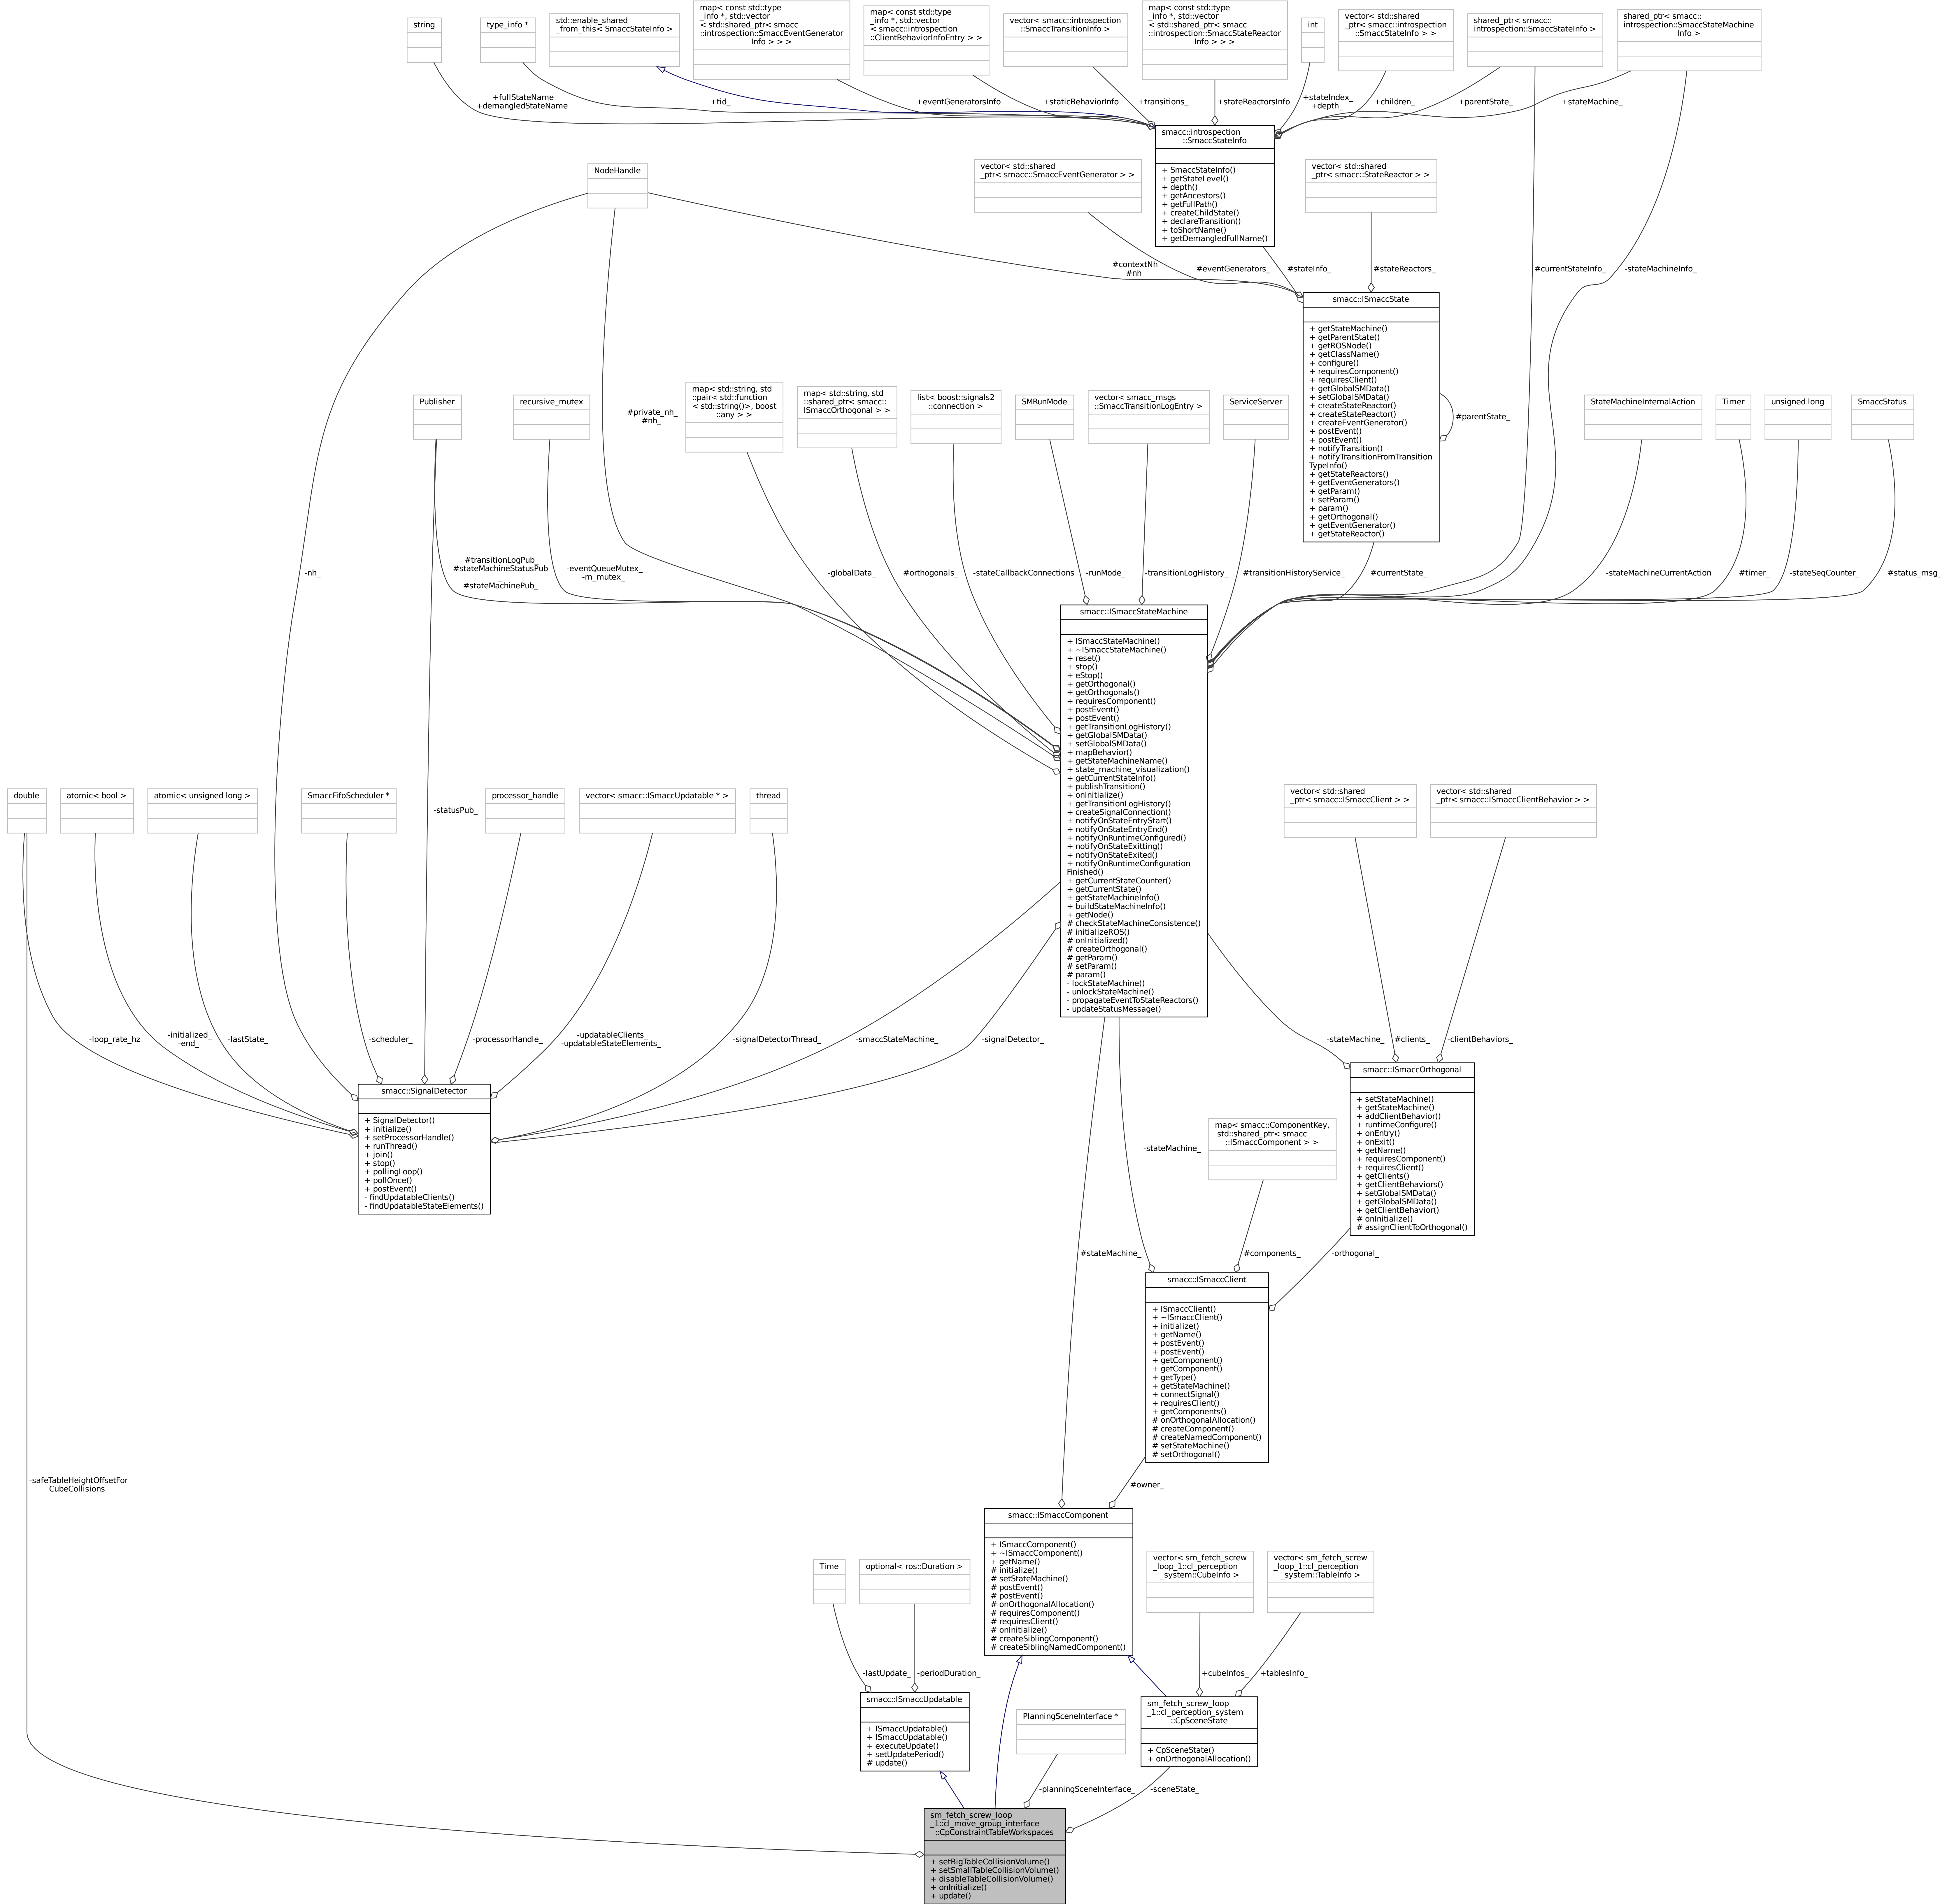 string
type_info *
std::enable_shared
_from_this< SmaccStateInfo >
map< const std::type
_info *, std::vector
< std::shared_ptr< smacc
::introspection::SmaccEventGenerator
Info > > >
map< const std::type
_info *, std::vector
< smacc::introspection
::ClientBehaviorInfoEntry > >
vector< smacc::introspection
::SmaccTransitionInfo >
map< const std::type
_info *, std::vector
< std::shared_ptr< smacc
::introspection::SmaccStateReactor
Info > > >
int
vector< std::shared
_ptr< smacc::introspection
::SmaccStateInfo > >
shared_ptr< smacc::
introspection::SmaccStateInfo >
shared_ptr< smacc::
introspection::SmaccStateMachine
Info >
+fullStateName
+demangledStateName
+tid_
+eventGeneratorsInfo
+staticBehaviorInfo
+transitions_
+stateReactorsInfo
+stateIndex_
+depth_
+children_
+parentState_
+stateMachine_
smacc::introspection
::SmaccStateInfo
+ SmaccStateInfo()
+ getStateLevel()
+ depth()
+ getAncestors()
+ getFullPath()
+ createChildState()
+ declareTransition()
+ toShortName()
+ getDemangledFullName()
NodeHandle
vector< std::shared
_ptr< smacc::SmaccEventGenerator > >
vector< std::shared
_ptr< smacc::StateReactor > >
#contextNh
#nh
#eventGenerators_
#stateInfo_
#stateReactors_
#currentStateInfo_
-stateMachineInfo_
smacc::ISmaccState
+ getStateMachine()
+ getParentState()
+ getROSNode()
+ getClassName()
+ configure()
+ requiresComponent()
+ requiresClient()
+ getGlobalSMData()
+ setGlobalSMData()
+ createStateReactor()
+ createStateReactor()
+ createEventGenerator()
+ postEvent()
+ postEvent()
+ notifyTransition()
+ notifyTransitionFromTransition
TypeInfo()
+ getStateReactors()
+ getEventGenerators()
+ getParam()
+ setParam()
+ param()
+ getOrthogonal()
+ getEventGenerator()
+ getStateReactor()
#parentState_
Publisher
recursive_mutex
#private_nh_
#nh_
map< std::string, std
::pair< std::function
< std::string()>, boost
::any > >
map< std::string, std
::shared_ptr< smacc::
ISmaccOrthogonal > >
list< boost::signals2
::connection >
SMRunMode
vector< smacc_msgs
::SmaccTransitionLogEntry >
ServiceServer
StateMachineInternalAction
Timer
unsigned long
SmaccStatus
-nh_
#transitionLogPub_
#stateMachineStatusPub
_
#stateMachinePub_
-eventQueueMutex_
-m_mutex_
-globalData_
#orthogonals_
-stateCallbackConnections
-runMode_
-transitionLogHistory_
#transitionHistoryService_
#currentState_
-stateMachineCurrentAction
#timer_
-stateSeqCounter_
#status_msg_
smacc::ISmaccStateMachine
+ ISmaccStateMachine()
+ ~ISmaccStateMachine()
+ reset()
+ stop()
+ eStop()
+ getOrthogonal()
+ getOrthogonals()
+ requiresComponent()
+ postEvent()
+ postEvent()
+ getTransitionLogHistory()
+ getGlobalSMData()
+ setGlobalSMData()
+ mapBehavior()
+ getStateMachineName()
+ state_machine_visualization()
+ getCurrentStateInfo()
+ publishTransition()
+ onInitialize()
+ getTransitionLogHistory()
+ createSignalConnection()
+ notifyOnStateEntryStart()
+ notifyOnStateEntryEnd()
+ notifyOnRuntimeConfigured()
+ notifyOnStateExitting()
+ notifyOnStateExited()
+ notifyOnRuntimeConfiguration
Finished()
+ getCurrentStateCounter()
+ getCurrentState()
+ getStateMachineInfo()
+ buildStateMachineInfo()
+ getNode()
# checkStateMachineConsistence()
# initializeROS()
# onInitialized()
# createOrthogonal()
# getParam()
# setParam()
# param()
- lockStateMachine()
- unlockStateMachine()
- propagateEventToStateReactors()
- updateStatusMessage()
double
atomic< bool >
atomic< unsigned long >
SmaccFifoScheduler *
-statusPub_
processor_handle
vector< smacc::ISmaccUpdatable * >
thread
vector< std::shared
_ptr< smacc::ISmaccClient > >
vector< std::shared
_ptr< smacc::ISmaccClientBehavior > >
-loop_rate_hz
-initialized_
-end_
-lastState_
-scheduler_
-processorHandle_
-updatableClients_
-updatableStateElements_
-signalDetectorThread_
-smaccStateMachine_
-signalDetector_
-stateMachine_
#clients_
-clientBehaviors_
smacc::SignalDetector
+ SignalDetector()
+ initialize()
+ setProcessorHandle()
+ runThread()
+ join()
+ stop()
+ pollingLoop()
+ pollOnce()
+ postEvent()
- findUpdatableClients()
- findUpdatableStateElements()
smacc::ISmaccOrthogonal
+ setStateMachine()
+ getStateMachine()
+ addClientBehavior()
+ runtimeConfigure()
+ onEntry()
+ onExit()
+ getName()
+ requiresComponent()
+ requiresClient()
+ getClients()
+ getClientBehaviors()
+ setGlobalSMData()
+ getGlobalSMData()
+ getClientBehavior()
# onInitialize()
# assignClientToOrthogonal()
-stateMachine_
map< smacc::ComponentKey,
std::shared_ptr< smacc
::ISmaccComponent > >
#stateMachine_
#components_
-orthogonal_
smacc::ISmaccClient
+ ISmaccClient()
+ ~ISmaccClient()
+ initialize()
+ getName()
+ postEvent()
+ postEvent()
+ getComponent()
+ getComponent()
+ getType()
+ getStateMachine()
+ connectSignal()
+ requiresClient()
+ getComponents()
# onOrthogonalAllocation()
# createComponent()
# createNamedComponent()
# setStateMachine()
# setOrthogonal()
-safeTableHeightOffsetFor
CubeCollisions
#owner_
smacc::ISmaccComponent
+ ISmaccComponent()
+ ~ISmaccComponent()
+ getName()
# initialize()
# setStateMachine()
# postEvent()
# postEvent()
# onOrthogonalAllocation()
# requiresComponent()
# requiresClient()
# onInitialize()
# createSiblingComponent()
# createSiblingNamedComponent()
Time
optional< ros::Duration >
vector< sm_fetch_screw
_loop_1::cl_perception
_system::CubeInfo >
vector< sm_fetch_screw
_loop_1::cl_perception
_system::TableInfo >
-lastUpdate_
-periodDuration_
+cubeInfos_
+tablesInfo_
smacc::ISmaccUpdatable
+ ISmaccUpdatable()
+ ISmaccUpdatable()
+ executeUpdate()
+ setUpdatePeriod()
# update()
PlanningSceneInterface *
sm_fetch_screw_loop
_1::cl_perception_system
::CpSceneState
+ CpSceneState()
+ onOrthogonalAllocation()
-planningSceneInterface_
-sceneState_
sm_fetch_screw_loop
_1::cl_move_group_interface
::CpConstraintTableWorkspaces
+ setBigTableCollisionVolume()
+ setSmallTableCollisionVolume()
+ disableTableCollisionVolume()
+ onInitialize()
+ update()